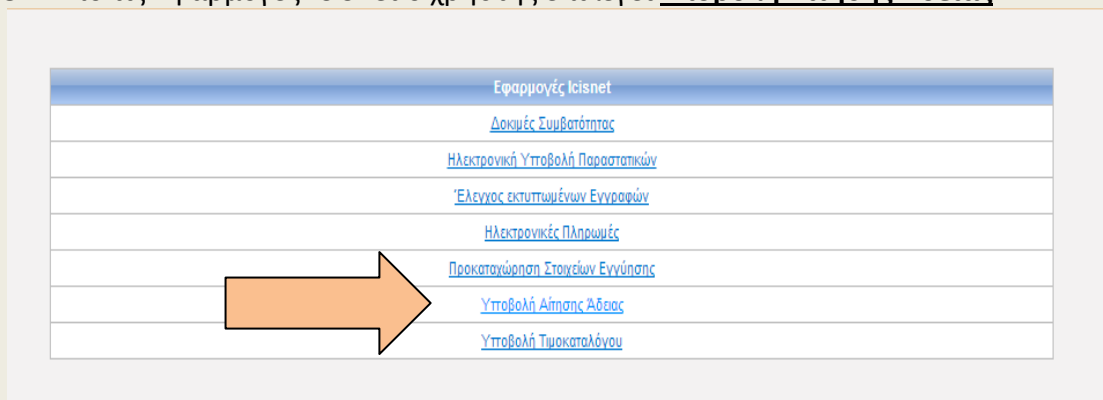 Εφαρμογές Icisnet
Δοκιμές Συμβατότητας
Ηλεκτρονική Υποβολή Παραστατικών
Έλεγχος εκτυπωμένων Εγγραφών
Ηλεκτρονικές Πληρωμές
Προκαταχώρηση Στοιχείων Εγγύησης
Υποβολή Αίτησης Άδειας
Υποβολή Τιμοκαταλόγου